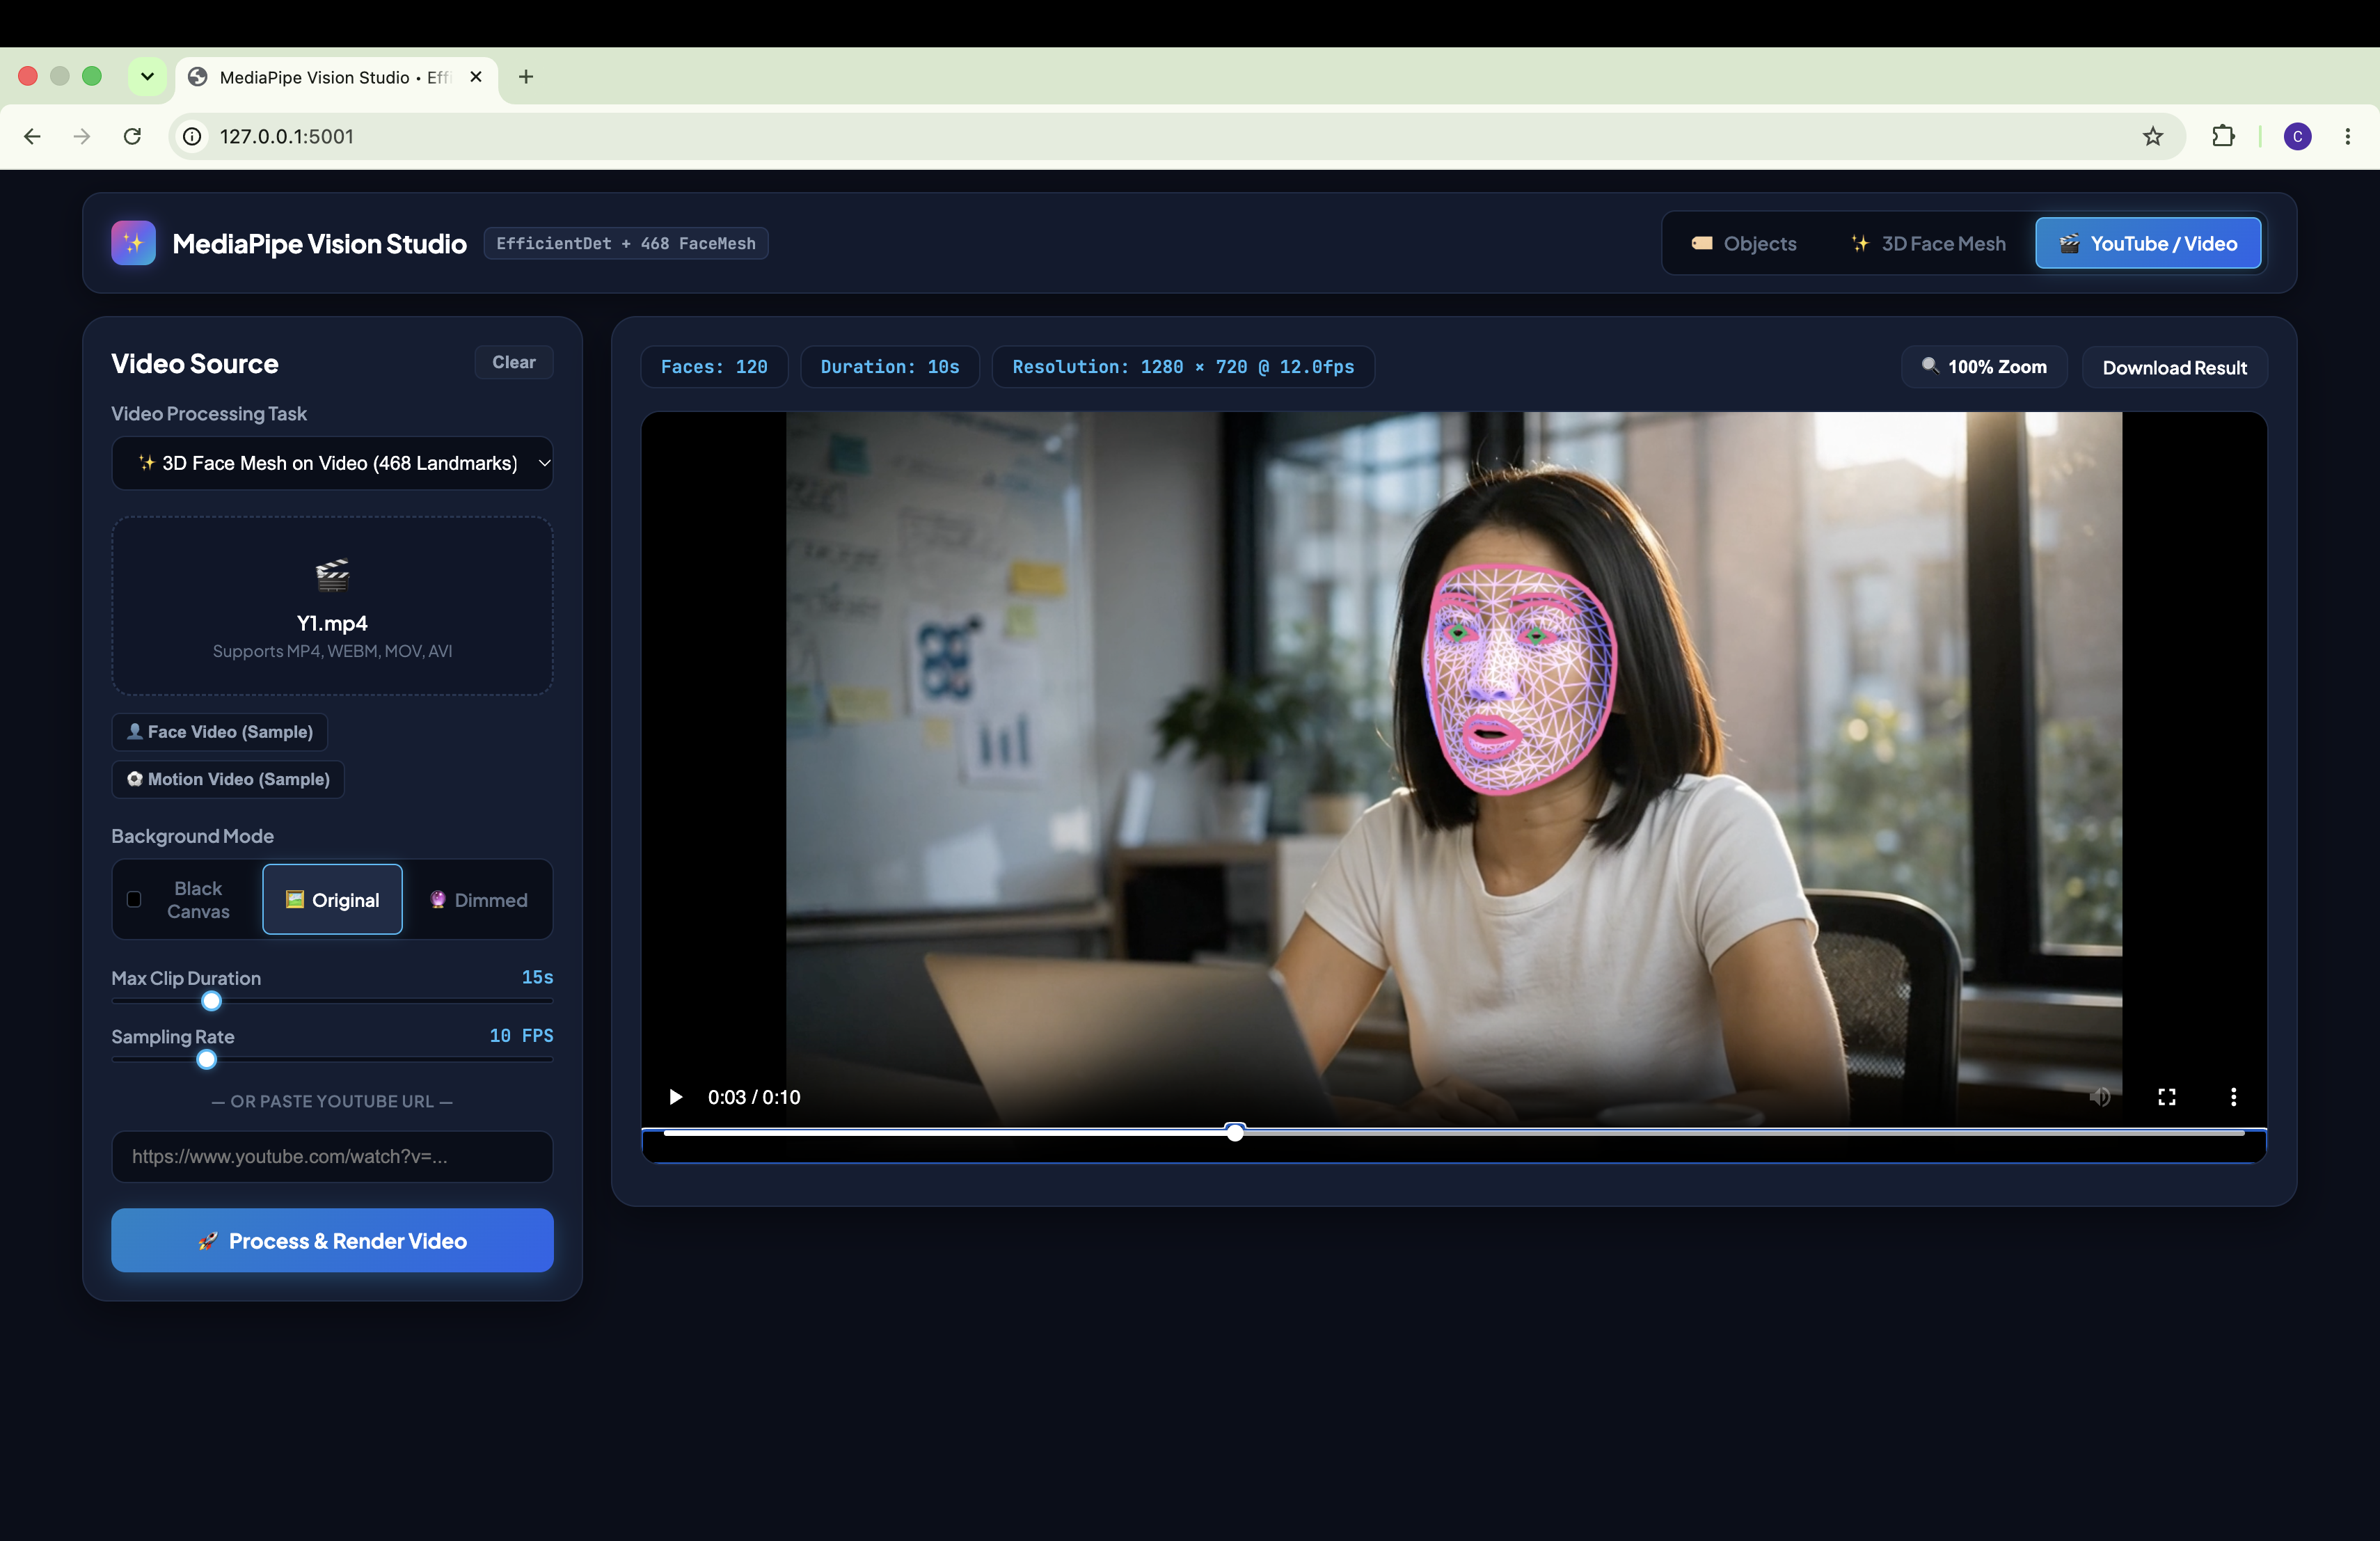 MediaPipe Vision Studio • Eff
127.0.0.1:5001
C
MediaPipe Vision Studio
EfficientDet + 468 FaceMesh
Objects
3D Face Mesh
YouTube / Video
Video Source
Clear
Video Processing Task
3D Face Mesh on Video (468 Landmarks)
Y1.mp4
Supports MP4, WEBM, MOV, AVI
Face Video (Sample)
Motion Video (Sample)
Background Mode
Black
Canvas
Original
Dimmed
Max Clip Duration
15s
Sampling Rate
10 FPS
— OR PASTE YOUTUBE URL —
https://www.youtube.com/watch?v=...
Process & Render Video
Faces: 120
Duration: 10s
Resolution: 1280 × 720 @ 12.0fps
100% Zoom
Download Result
0:03 / 0:10